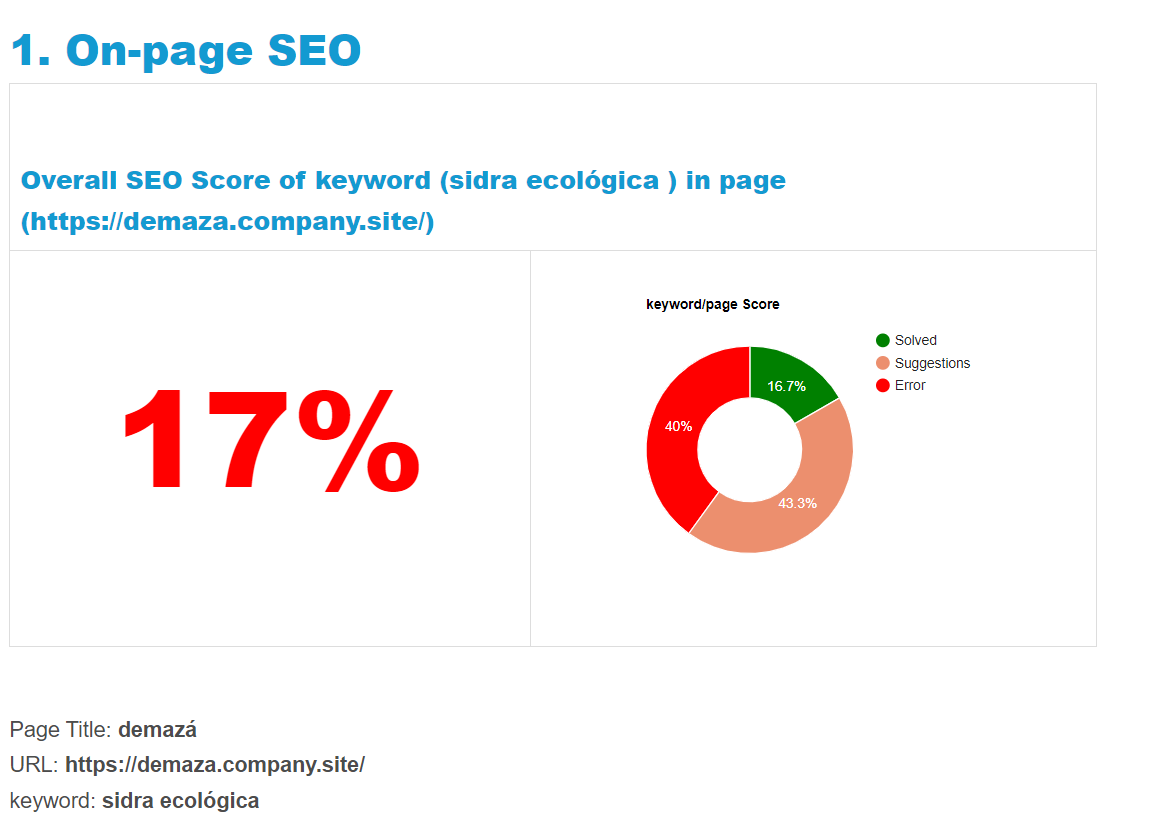 1. On-page SEO
Overall SEO Score of keyword (sidra ecológica ) in page
(https://demaza.company.site/)
17%
keyword/page Score
Solved
Suggestions
Error
16.7%
40%
43.3%
Page Title: demazá
URL: https://demaza.company.site/
keyword: sidra ecológica